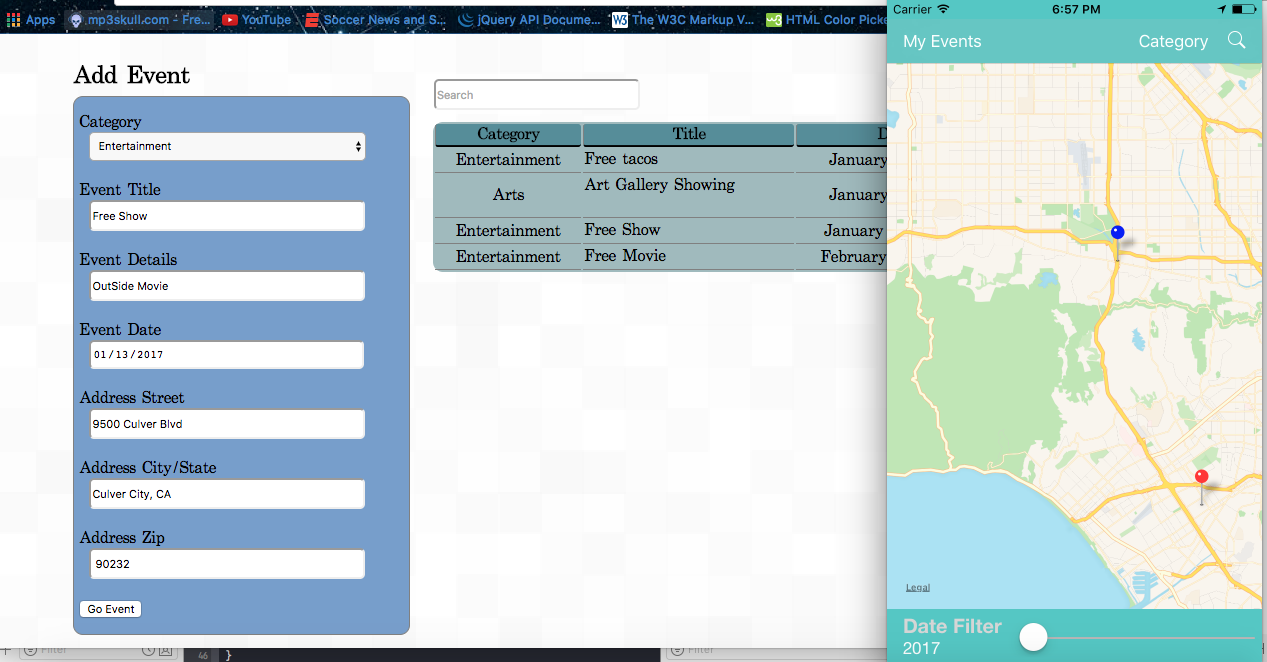 Apps
mp3skull.com - Fre...
YouTube
Soccer News and S...
jQuery API Docume...
W3 The W3C Markup V...
w3 HTML Color Picke
Add Event
Category
Entertainment
Event Title
Free Show
Event Details
OutSide Movie
Event Date
01/13/2017
Address Street
9500 Culver Blvd
Address City/State
Culver City, CA
Address Zip
90232
Go Event
Search
Category Title D
Entertainment Free tacos January
Arts Art Gallery Showing January
Entertainment Free Show January
Entertainment Free Movie February
Filter
46 }
Filter
Carrier 6:57 PM
My Events Category
Legal
Date Filter
2017